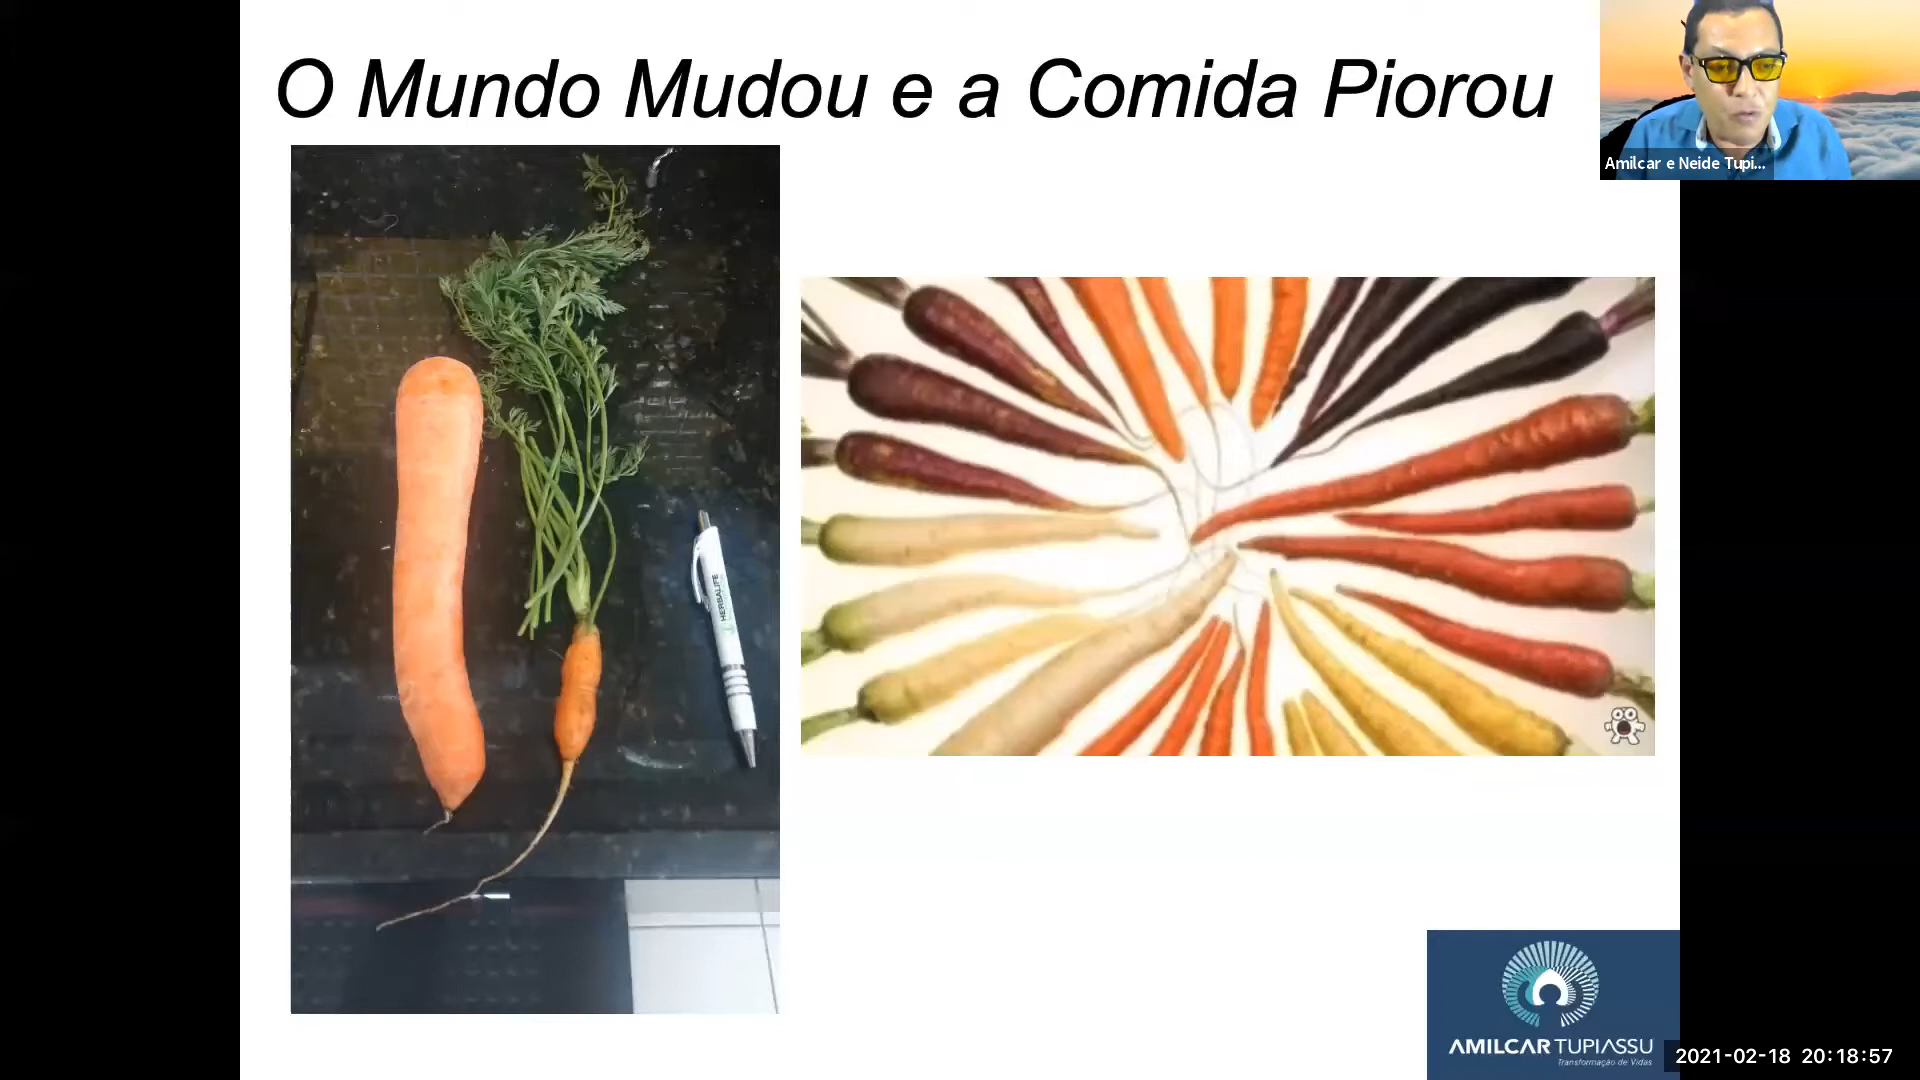 O Mundo Mudou e a Comida Piorou
Amilcar e Neide Tupi...
HERBALIFE
AMILCAR TUPIASSU
Transformação de Vidas
2021-02-18 20:18:57